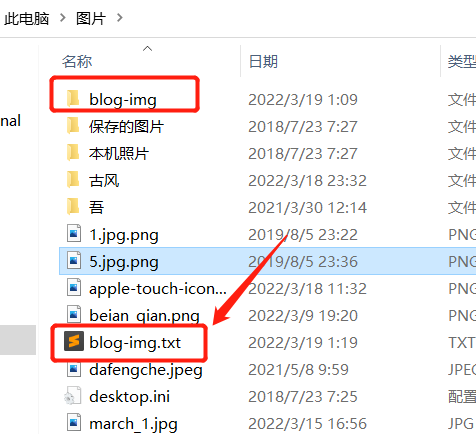 此电脑 > 图片 >
名称 日期 类型
nal
blog-img 2022/3/19 1:09 文件
保存的图片 2018/7/23 7:27 文件
本机照片 2018/7/23 7:27 文件
古风 2022/3/18 23:32 文件
吾 2021/3/30 12:14 文件
1.jpg.png 2019/8/5 23:22 PNG
5.jpg.png 2019/8/5 23:36 PNG
apple-touch-icon... 2022/3/18 11:32 PNG
beian_qian.png 2022/3/9 19:20 PNG
blog-img.txt 2022/3/19 1:19 TXT
dafengche.jpeg 2021/5/8 9:59 JPEG
desktop.ini 2018/7/23 7:25 配置
march_1.jpg 2022/3/15 16:56 JPG